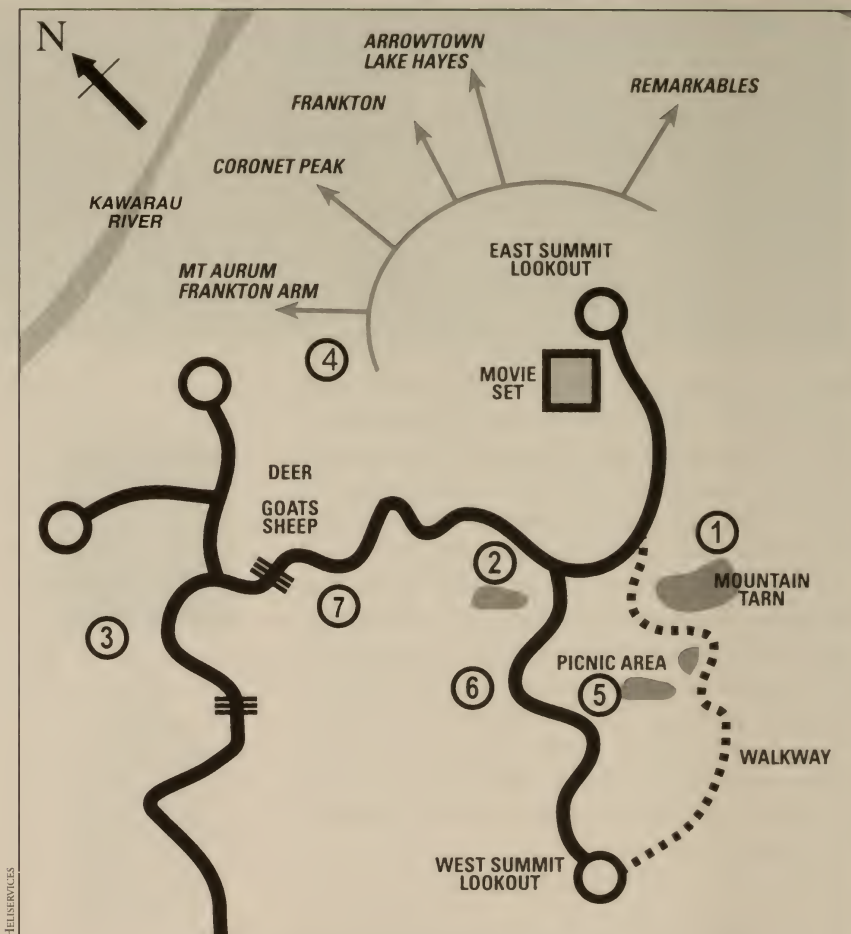 N
ARROWTOWN
LAKE HAYES
FRANKTON
REMARKABLES
CORONET PEAK
KAWARAU
RIVER
EAST SUMMIT
LOOKOUT
MT AURUM
FRANKTON ARM
4
MOVIE
SET
DEER
GOATS
SHEEP
1
2
MOUNTAIN
TARN
7
3
PICNIC AREA
6
5
WALKWAY
WEST SUMMIT
LOOKOUT
HELISERVICES